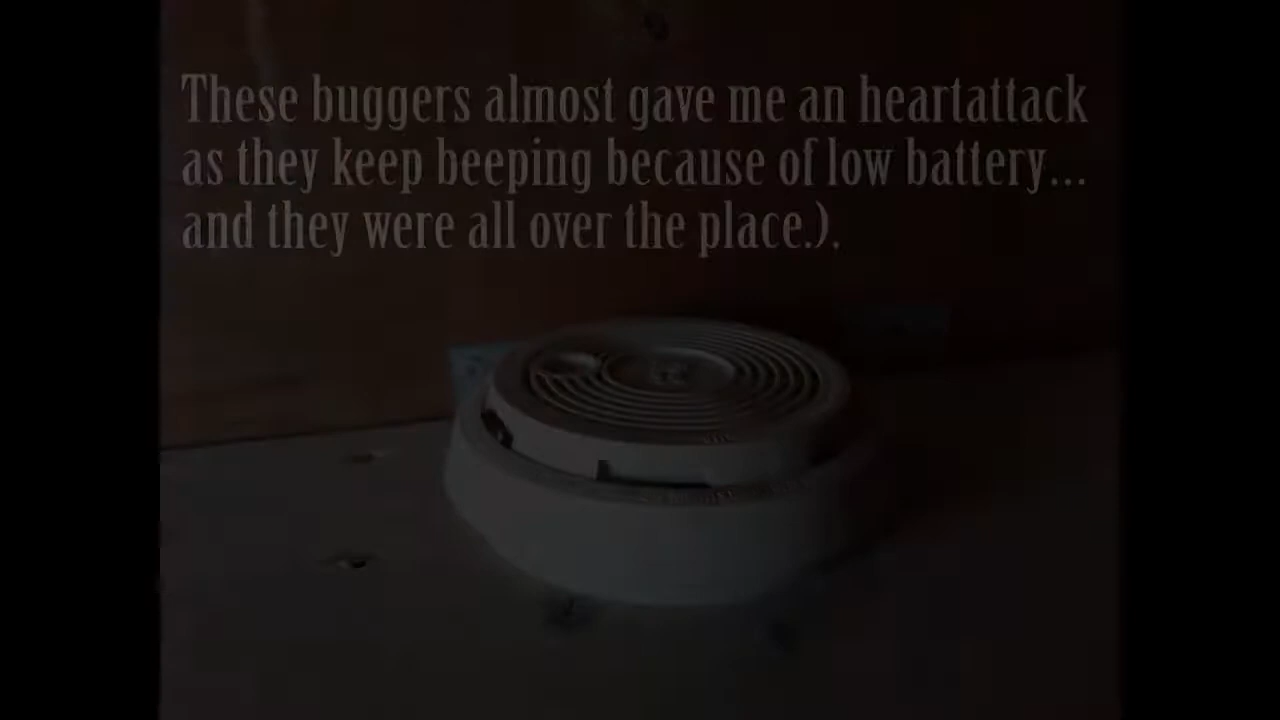 These buggers almost gave me an heartattack
as they keep beeping because of low battery...
and they were all over the place.).